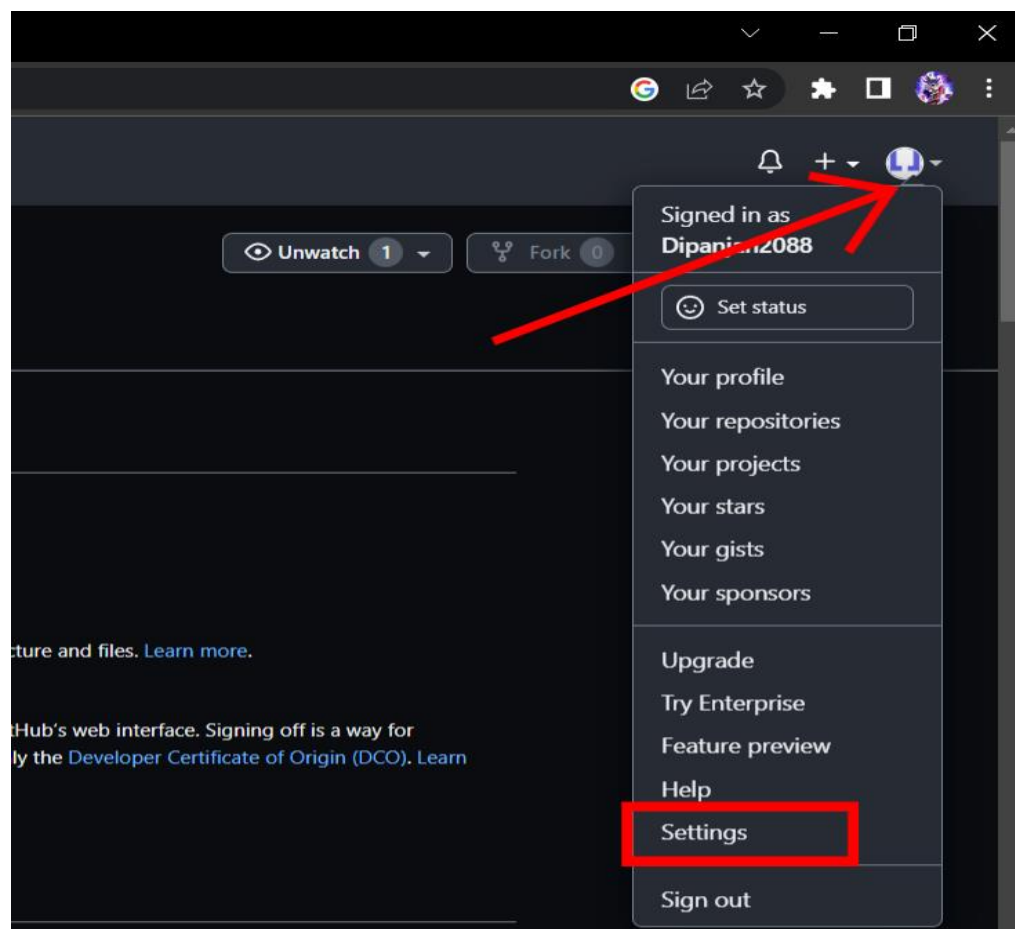 Unwatch 1
Fork 0
Signed in as
Dipanjan2088
Set status
Your profile
Your repositories
Your projects
Your stars
Your gists
Your sponsors
Upgrade
Try Enterprise
Feature preview
Help
Settings
Sign out
cture and files. Learn more.
tHub's web interface. Signing off is a way for
ly the Developer Certificate of Origin (DCO). Learn